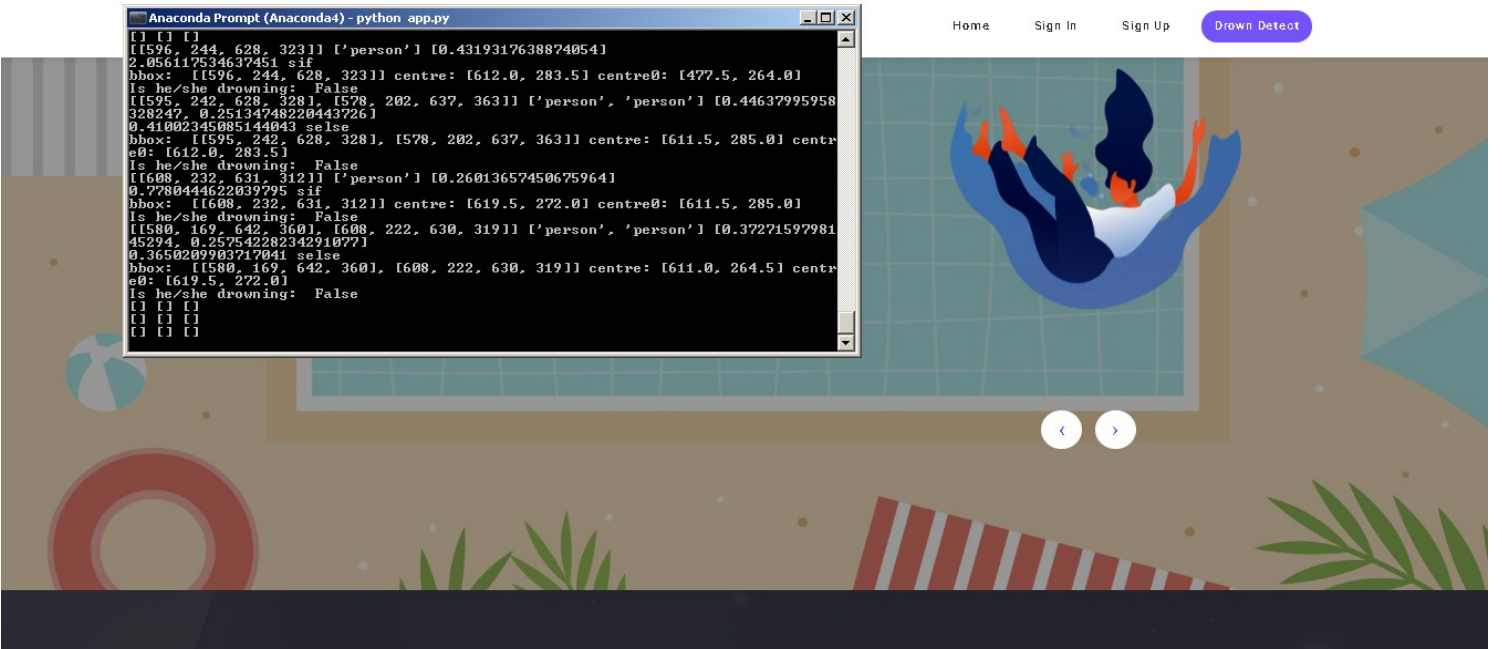 Anaconda Prompt (Anaconda4) - python app.py
[] [] []
[[596, 244, 628, 323]] ['person'] [0.4319317638874054]
2.056117534637451 sif
bbox:  [[596, 244, 628, 323]] centre: [612.0, 283.5] centre0: [477.5, 264.0]
Is he/she drowning:  False
[[595, 242, 628, 328], [578, 202, 637, 363]] ['person', 'person'] [0.44637995958
328247, 0.25134748220443726]
0.41002345085144043 selse
bbox:  [[595, 242, 628, 328], [578, 202, 637, 363]] centre: [611.5, 285.0] centr
e0: [612.0, 283.5]
Is he/she drowning:  False
[[608, 232, 631, 312]] ['person'] [0.26013657450675964]
0.7780444622039795 sif
bbox:  [[608, 232, 631, 312]] centre: [619.5, 272.0] centre0: [611.5, 285.0]
Is he/she drowning:  False
[[580, 169, 642, 360], [608, 222, 630, 319]] ['person', 'person'] [0.37271597981
45294, 0.25754228234291077]
0.3650209903717041 selse
bbox:  [[580, 169, 642, 360], [608, 222, 630, 319]] centre: [611.0, 264.5] centr
e0: [619.5, 272.0]
Is he/she drowning:  False
[] [] []
[] [] []
[] [] []
Home Sign In Sign Up Drown Detect